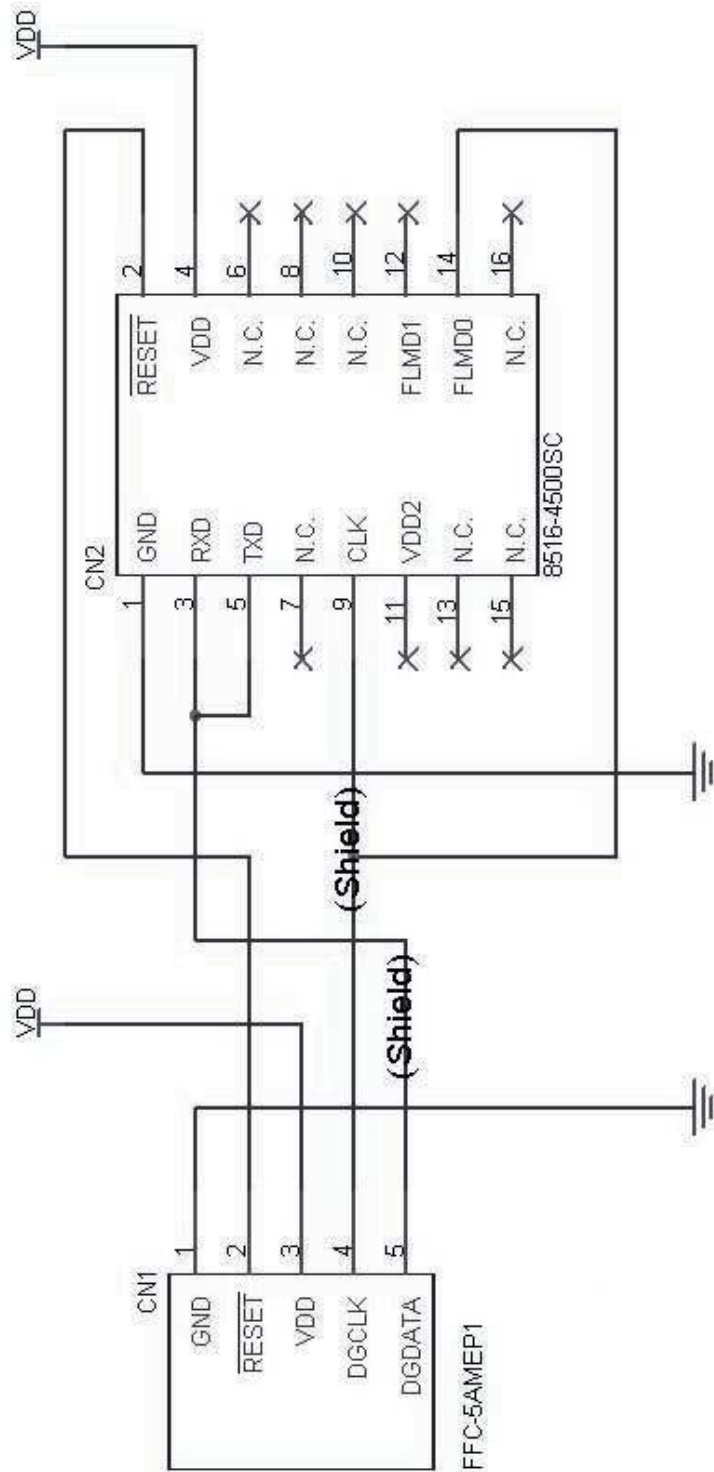 VDD
VDD
CN1
GND
1
RESET
2
VDD
3
DGCLK
4
DGDATA
5
FFC-5AMEP1
(Shield)
(Shield)
CN2
1
GND
RESET
2
3
RXD
VDD
4
5
TXD
N.C.
6
7
N.C.
N.C.
8
9
CLK
N.C.
10
11
VDD2
FLMD1
12
13
N.C.
FLMD0
14
15
N.C.
N.C.
16
8516-4500SC